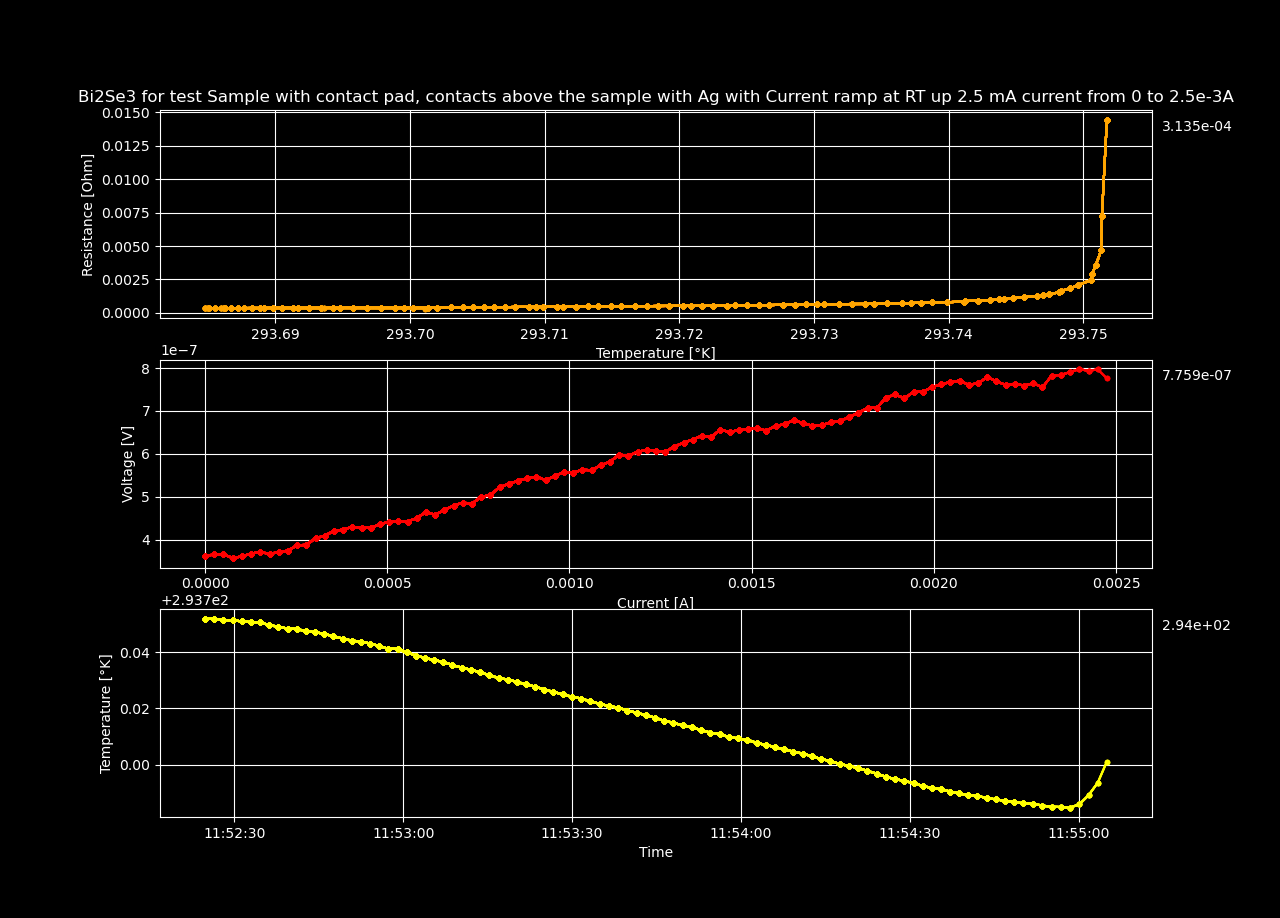 Bi2Se3 for test Sample with contact pad, contacts above the sample with Ag with Current ramp at RT up 2.5 mA current from 0 to 2.5e-3A
0.0150
0.0125
0.0100
0.0075
0.0050
0.0025
0.0000
Resistance [Ohm]
3.135e-04
293.69 293.70 293.71 293.72 293.73 293.74 293.75
Temperature [°K]
1e−7
8
7
6
5
4
Voltage [V]
7.759e-07
0.0000 0.0005 0.0010 0.0015 0.0020 0.0025
Current [A]
+2.937e2
0.04
0.02
0.00
Temperature [°K]
2.94e+02
11:52:30 11:53:00 11:53:30 11:54:00 11:54:30 11:55:00
Time